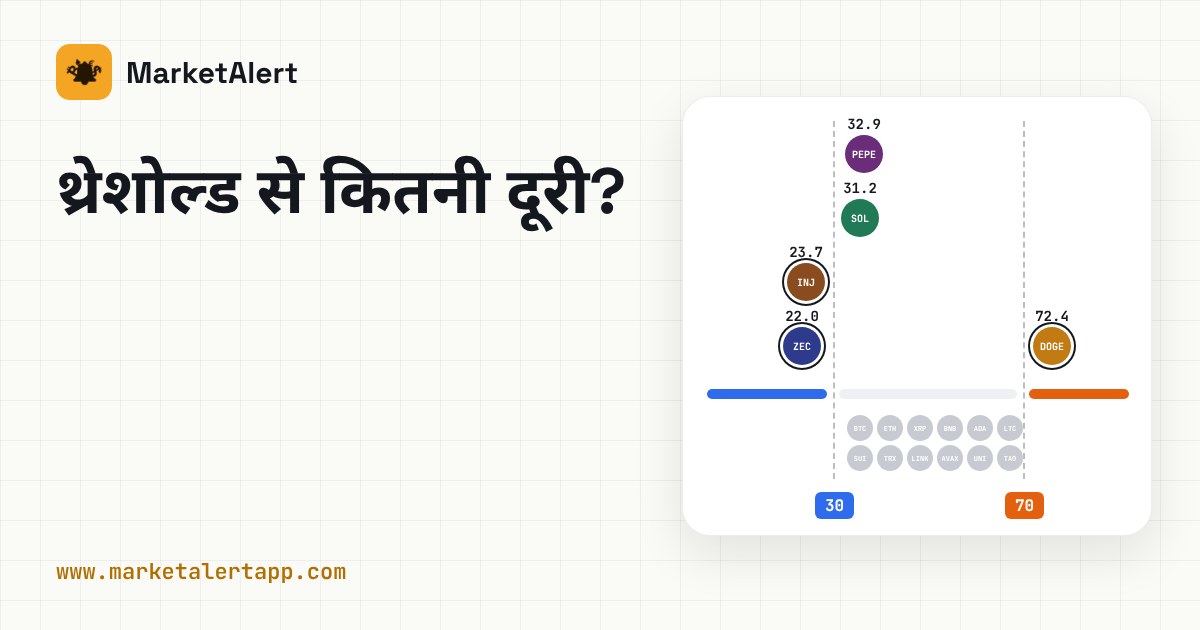 MarketAlert
थ्रेशोल्ड से कितनी दूरी?
32.9
PEPE
31.2
SOL
23.7
INJ
22.0
ZEC
72.4
DOGE
BTC ETH XRP BNB ADA LTC
SUI TRX LINK AVAX UNI TAO
30 70
www.marketalertapp.com